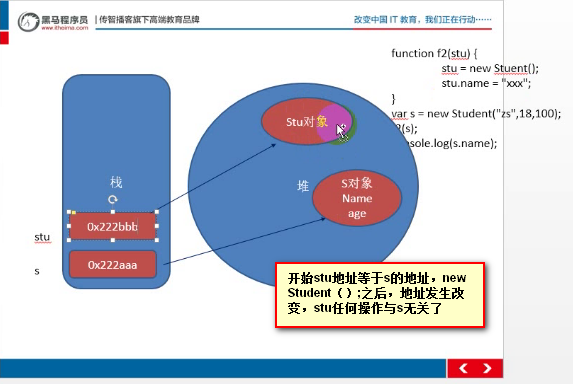 黑马程序员 传智播客旗下高端教育品牌 改变中国 IT 教育，我们正在行动……
www.itheima.com
function f2(stu) {
stu = new Stuent();
stu.name = "xxx";
}
var s = new Student("zs",18,100);
(s);
sole.log(s.name);
Stu对象
栈
堆
S对象
Name
age
stu
0x222bbb
s
0x222aaa
开始stu地址等于s的地址，new
Student（）;之后，地址发生改
变，stu任何操作与s无关了